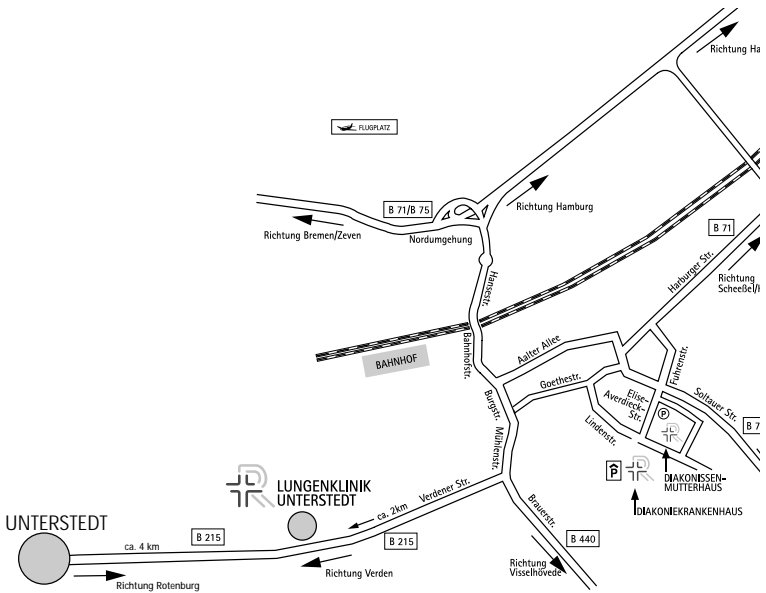 Richtung Ha
FLUGPLATZ
B 71/B 75
Richtung Hamburg
Richtung Bremen/Zeven
Nordumgehung
B 71
Harburger Str.
Richtung
Scheeßel/H
Hansestr.
Bahnhofstr.
BAHNHOF
Aalter Allee
Goethestr.
Fuhrenstr.
Burgstr.
Mühlenstr.
Elise-
Averdieck-
Str.
Soltauer Str.
Lindenstr.
P
B 7
P
DIAKONISSEN-
MUTTERHAUS
DIAKONIEKRANKENHAUS
LUNGENKLINIK
UNTERSTEDT
Verdener Str.
ca. 2km
Brauerstr.
UNTERSTEDT
B 215
B 215
B 440
ca. 4 km
Richtung
Visselhövede
Richtung Verden
Richtung Rotenburg